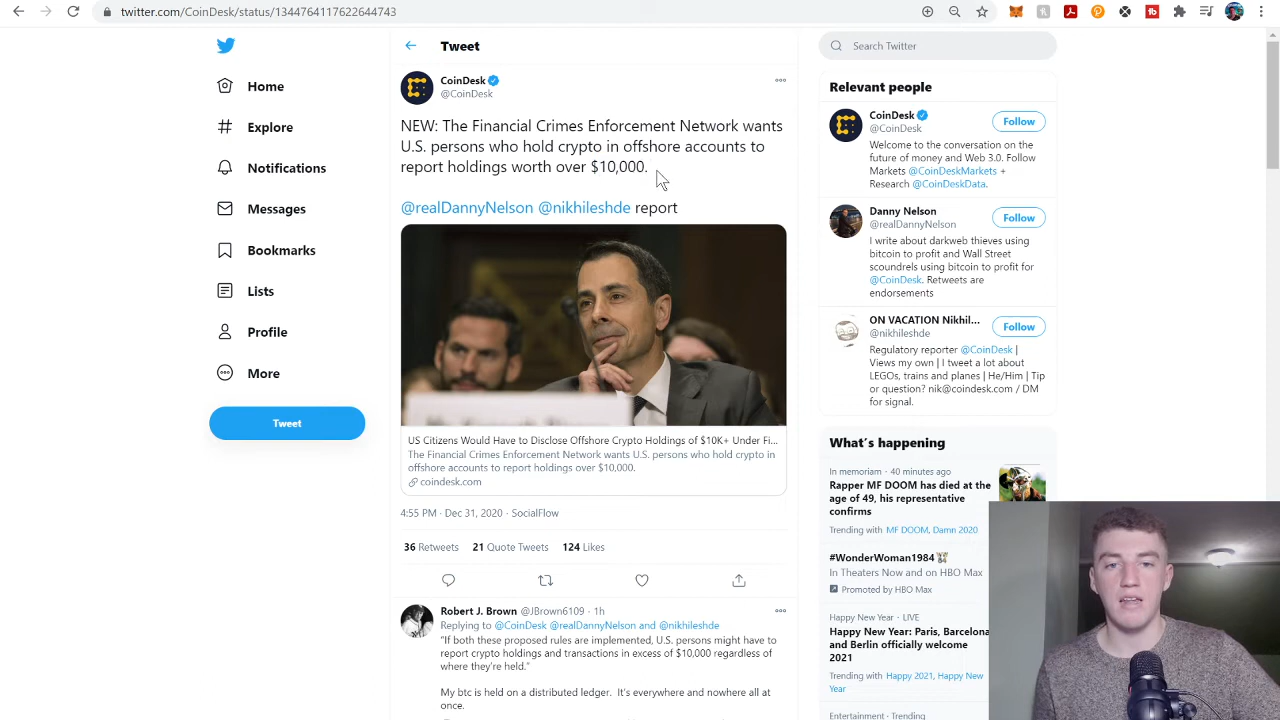 twitter.com/CoinDesk/status/1344764117622644743
Home
Explore
Notifications
Messages
Bookmarks
Lists
Profile
More
Tweet
Tweet
CoinDesk
@CoinDesk
NEW: The Financial Crimes Enforcement Network wants
U.S. persons who hold crypto in offshore accounts to
report holdings worth over $10,000.
@realDannyNelson @nikhileshde report
US Citizens Would Have to Disclose Offshore Crypto Holdings of $10K+ Under Fi...
The Financial Crimes Enforcement Network wants U.S. persons who hold crypto in
offshore accounts to report holdings over $10,000.
coindesk.com
4:55 PM · Dec 31, 2020 · SocialFlow
36 Retweets 21 Quote Tweets 124 Likes
Robert J. Brown @JBrown6109 · 1h
Replying to @CoinDesk @realDannyNelson and @nikhileshde
“If both these proposed rules are implemented, U.S. persons might have to
report crypto holdings and transactions in excess of $10,000 regardless of
where they're held.”
My btc is held on a distributed ledger. It's everywhere and nowhere all at
once.
Search Twitter
Relevant people
CoinDesk
@CoinDesk
Follow
Welcome to the conversation on the
future of money and Web 3.0. Follow
Markets @CoinDeskMarkets +
Research @CoinDeskData.
Danny Nelson
@realDannyNelson
Follow
I write about darkweb thieves using
bitcoin to profit and Wall Street
scoundrels using bitcoin to profit for
@CoinDesk. Retweets are
endorsements
ON VACATION Nikhil...
@nikhileshde
Follow
Regulatory reporter @CoinDesk |
Views my own | I tweet a lot about
LEGOs, trains and planes | He/Him | Tip
or question? nik@coindesk.com / DM
for signal.
What's happening
In memoriam · 40 minutes ago
Rapper MF DOOM has died at the
age of 49, his representative
confirms
Trending with MF DOOM, Damn 2020
#WonderWoman1984
In Theaters Now and on HBO Max
Promoted by HBO Max
Happy New Year · LIVE
Happy New Year: Paris, Barcelona
and Berlin officially welcome
2021
Trending with Happy 2021, Happy New
Year
Entertainment · Trending